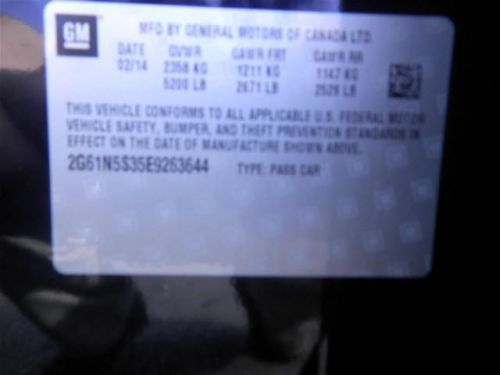 GM
MFD BY GENERAL MOTORS OF CANADA LTD.
DATE GVWR GAWR FRT GAWR RR
02/14 2358 KG 1211 KG 1147 KG
5200 LB 2671 LB 2529 LB
THIS VEHICLE CONFORMS TO ALL APPLICABLE U.S. FEDERAL MOTOR
VEHICLE SAFETY, BUMPER, AND THEFT PREVENTION STANDARDS IN
EFFECT ON THE DATE OF MANUFACTURE SHOWN ABOVE.
2G61N5S35E9263644 TYPE: PASS CAR